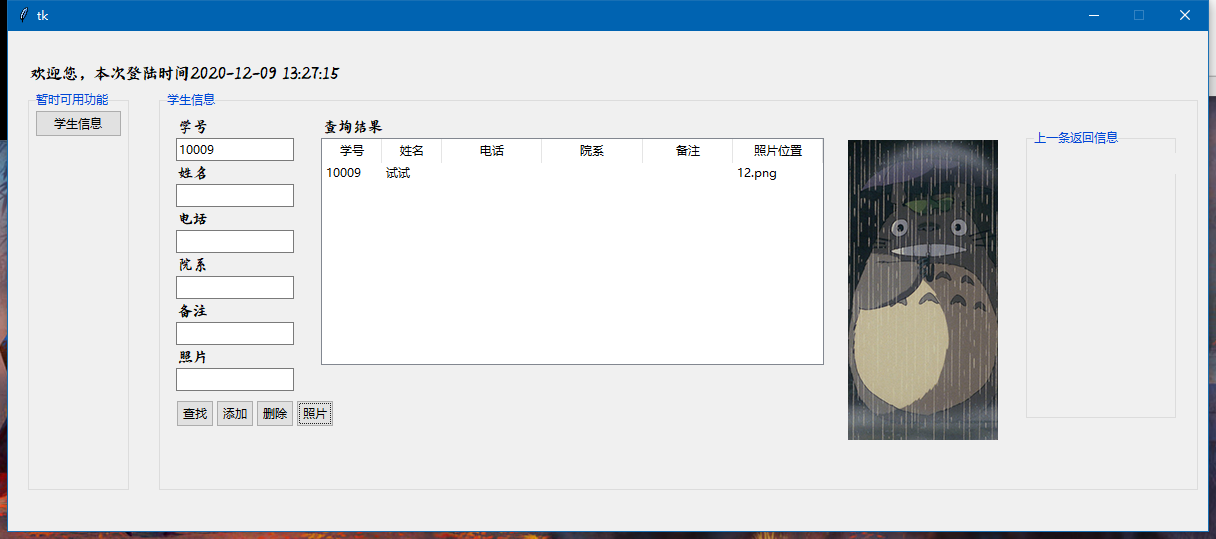 tk
欢迎您，本次登陆时间2020-12-09 13:27:15
暂时可用功能
学生信息
学生信息
学号
10009
姓名
电话
院系
备注
照片
查找 添加 删除 照片
查询结果
学号 姓名 电话 院系 备注 照片位置
10009 试试 12.png
上一条返回信息